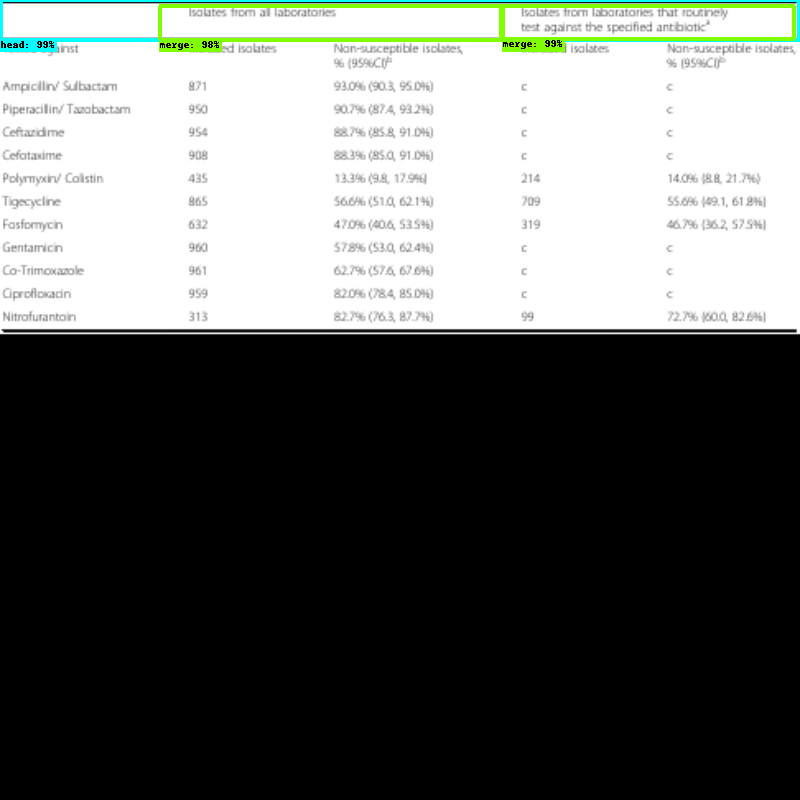 Isolates from all laboratories Isolates from laboratories that routinely
test against the specified antibiotic^a
head: 99% merge: 98% merge: 99%
isolates Non-susceptible isolates, isolates Non-susceptible isolates,
% (95%CI)^b % (95%CI)^b
Ampicillin/ Sulbactam 871 93.0% (90.3, 95.0%) c c
Piperacillin/ Tazobactam 950 90.7% (87.4, 93.2%) c c
Ceftazidime 954 88.7% (85.8, 91.0%) c c
Cefotaxime 908 88.3% (85.0, 91.0%) c c
Polymyxin/ Colistin 435 13.3% (9.8, 17.9%) 214 14.0% (8.8, 21.7%)
Tigecycline 865 56.6% (51.0, 62.1%) 709 55.6% (49.1, 61.8%)
Fosfomycin 632 47.0% (40.6, 53.5%) 319 46.7% (36.2, 57.5%)
Gentamicin 960 57.8% (53.0, 62.4%) c c
Co-Trimoxazole 961 62.7% (57.6, 67.6%) c c
Ciprofloxacin 959 82.0% (78.4, 85.0%) c c
Nitrofurantoin 313 82.7% (76.3, 87.7%) 99 72.7% (60.0, 82.6%)